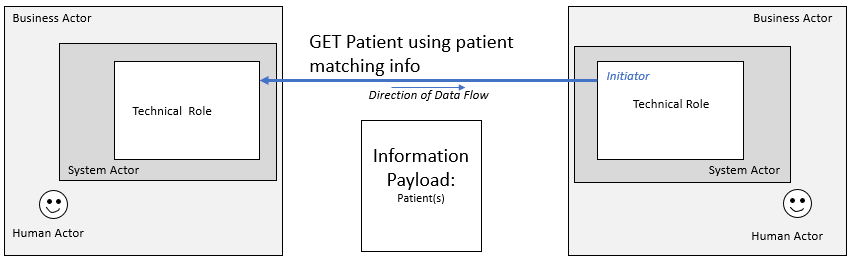 Business Actor
Technical  Role
System Actor
Human Actor
GET Patient using patient
matching info
Direction of Data Flow
Information
Payload:
Patient(s)
Business Actor
Initiator
Technical Role
System Actor
Human Actor